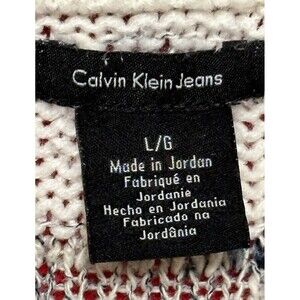 Calvin Klein Jeans
L/G
Made in Jordan
Fabriqué en
Jordanie
Hecho en Jordania
Fabricado na
Jordânia